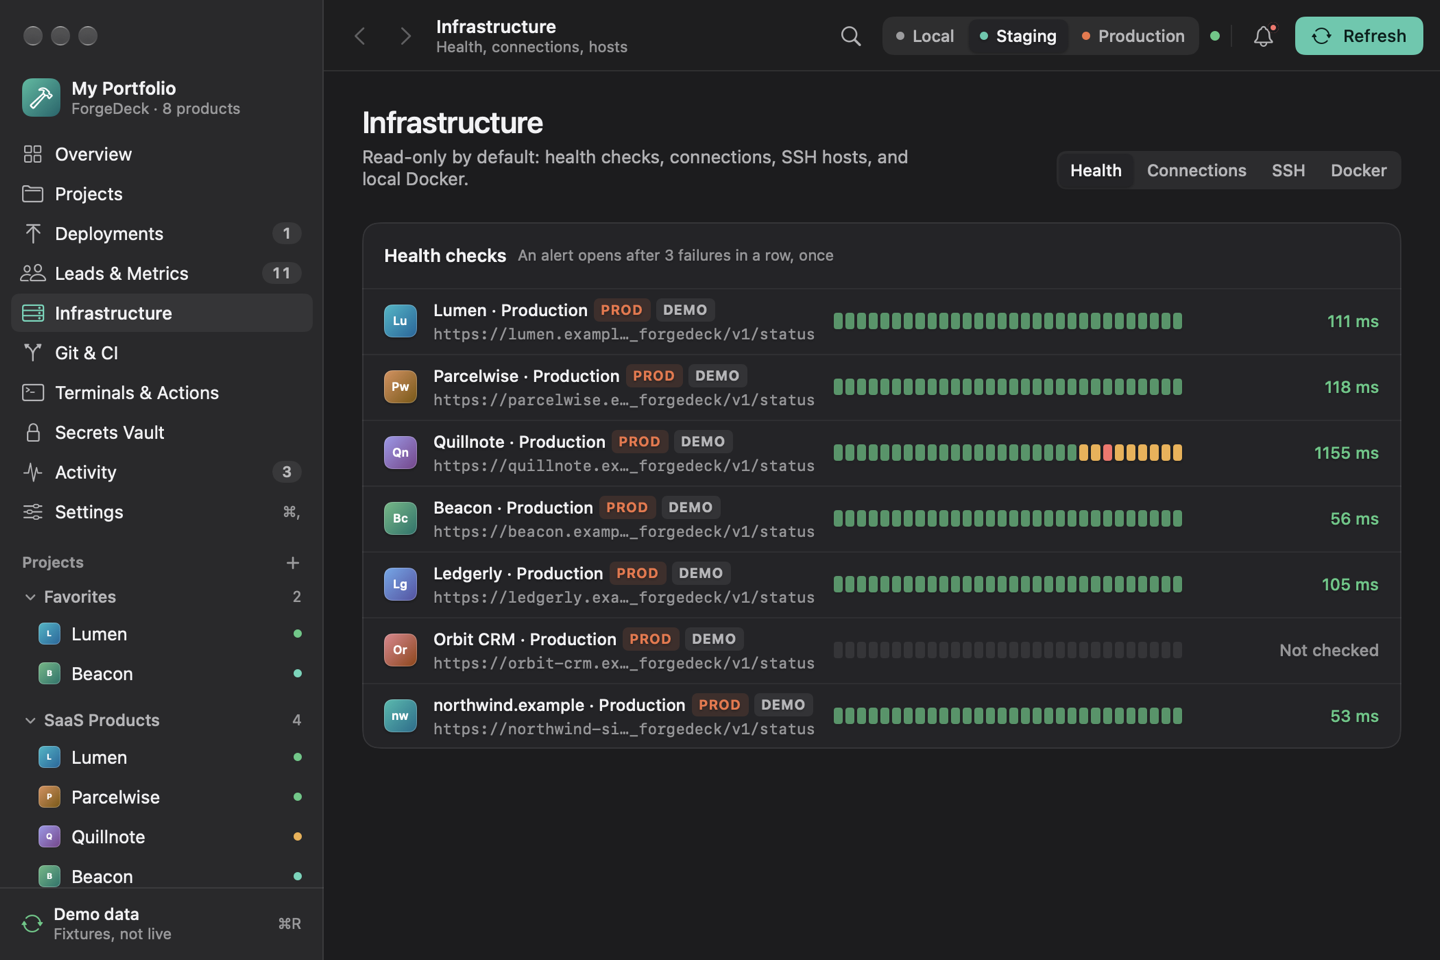 My Portfolio
ForgeDeck · 8 products
Overview
Projects
Deployments 1
Leads & Metrics 11
Infrastructure
Git & CI
Terminals & Actions
Secrets Vault
Activity 3
Settings ⌘,
Projects +
Favorites 2
L Lumen
B Beacon
SaaS Products 4
L Lumen
P Parcelwise
Q Quillnote
B Beacon
Demo data
Fixtures, not live
⌘R
Infrastructure
Health, connections, hosts
Local Staging Production
Refresh
Infrastructure
Read-only by default: health checks, connections, SSH hosts, and
local Docker.
Health Connections SSH Docker
Health checks An alert opens after 3 failures in a row, once
Lu Lumen · Production PROD DEMO
https://lumen.exampl…_forgedeck/v1/status
111 ms
Pw Parcelwise · Production PROD DEMO
https://parcelwise.e…_forgedeck/v1/status
118 ms
Qn Quillnote · Production PROD DEMO
https://quillnote.ex…_forgedeck/v1/status
1155 ms
Bc Beacon · Production PROD DEMO
https://beacon.examp…_forgedeck/v1/status
56 ms
Lg Ledgerly · Production PROD DEMO
https://ledgerly.exa…_forgedeck/v1/status
105 ms
Or Orbit CRM · Production PROD DEMO
https://orbit-crm.ex…_forgedeck/v1/status
Not checked
nw northwind.example · Production PROD DEMO
https://northwind-si…_forgedeck/v1/status
53 ms